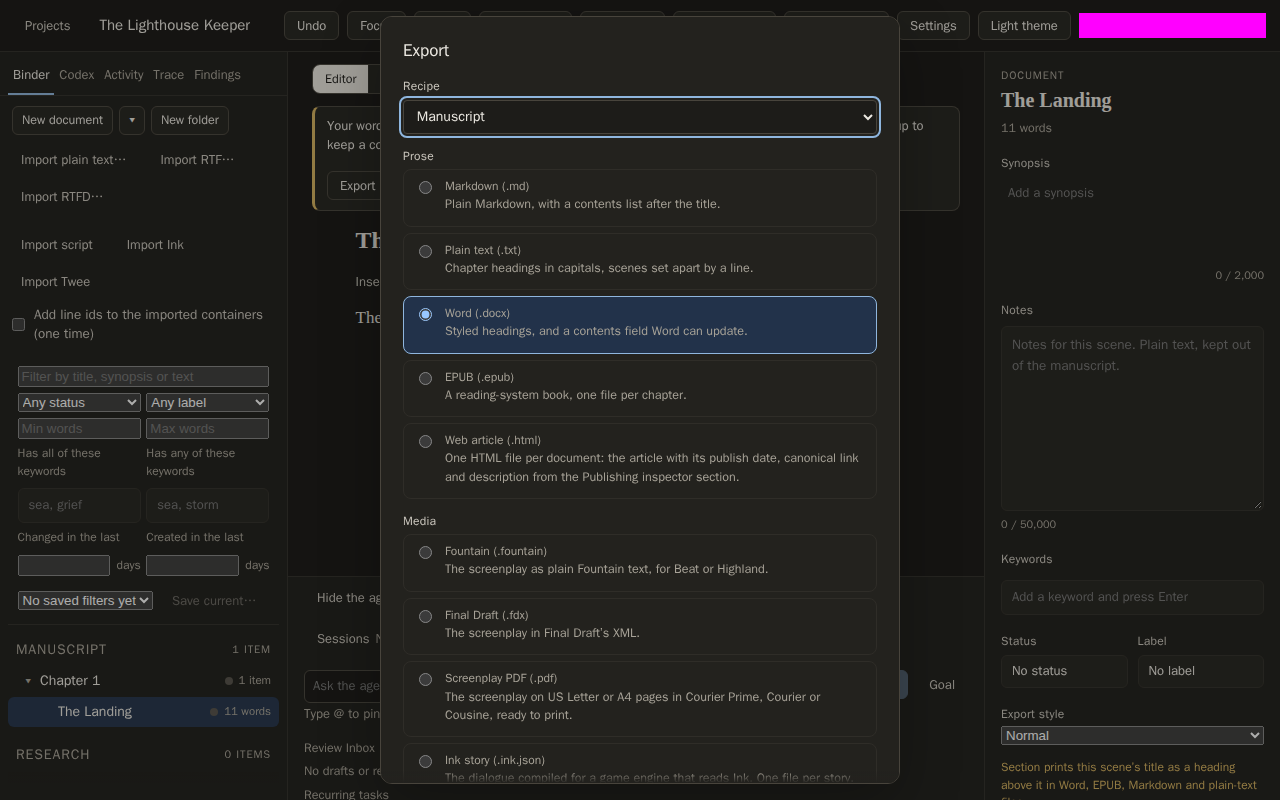 Projects
The Lighthouse Keeper
Undo
Settings
Light theme
Binder
Codex
Activity
Trace
Findings
New document
New folder
Import plain text…
Import RTF…
Import RTFD…
Import script
Import Ink
Import Twee
Add line ids to the imported containers
(one time)
Filter by title, synopsis or text
Any status
Any label
Min words
Max words
Has all of these
keywords
Has any of these
keywords
sea, grief
sea, storm
Changed in the last
Created in the last
days
days
No saved filters yet
Save current…
MANUSCRIPT
1 ITEM
Chapter 1
1 item
The Landing
11 words
RESEARCH
0 ITEMS
Editor
Export
Export
Recipe
Manuscript
Prose
Markdown (.md)
Plain Markdown, with a contents list after the title.
Plain text (.txt)
Chapter headings in capitals, scenes set apart by a line.
Word (.docx)
Styled headings, and a contents field Word can update.
EPUB (.epub)
A reading-system book, one file per chapter.
Web article (.html)
One HTML file per document: the article with its publish date, canonical link
and description from the Publishing inspector section.
Media
Fountain (.fountain)
The screenplay as plain Fountain text, for Beat or Highland.
Final Draft (.fdx)
The screenplay in Final Draft's XML.
Screenplay PDF (.pdf)
The screenplay on US Letter or A4 pages in Courier Prime, Courier or
Cousine, ready to print.
Ink story (.ink.json)
The dialogue compiled for a game engine that reads Ink. One file per story.
Hide the
Sessions
Ask the
Goal
Type @ to
Review Inbox
No drafts or
Recurring tasks
DOCUMENT
The Landing
11 words
Synopsis
Add a synopsis
0 / 2,000
Notes
Notes for this scene. Plain text, kept out
of the manuscript.
0 / 50,000
Keywords
Add a keyword and press Enter
Status
Label
No status
No label
Export style
Normal
Section prints this scene's title as a heading
above it in Word, EPUB, Markdown and plain-text